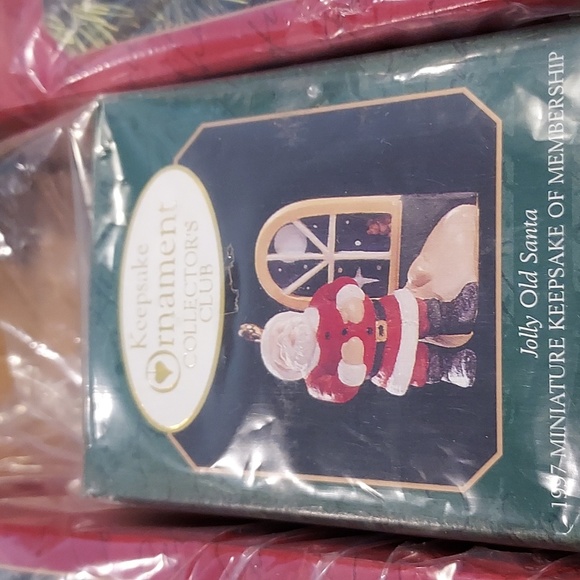 Keepsake
Ornament
COLLECTOR'S
CLUB
Jolly Old Santa
1997 MINIATURE KEEPSAKE OF MEMBERSHIP